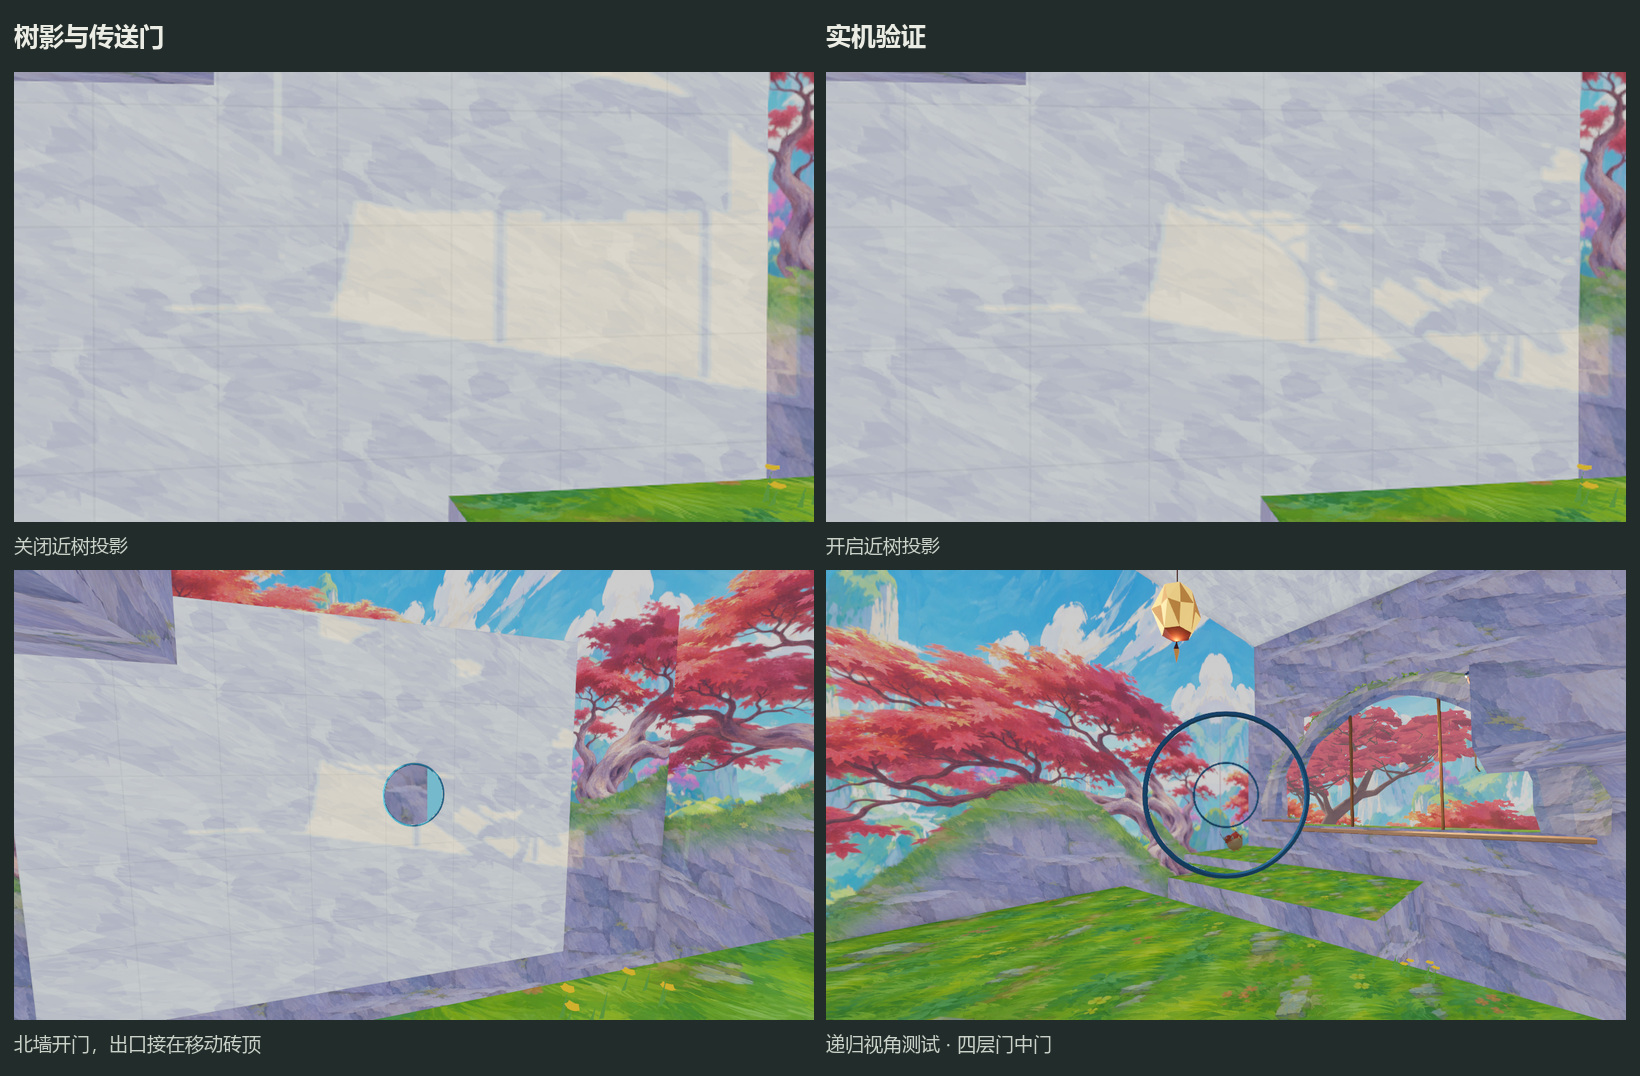 树影与传送门
实机验证
关闭近树投影
开启近树投影
北墙开门，出口接在移动砖顶
递归视角测试 · 四层门中门